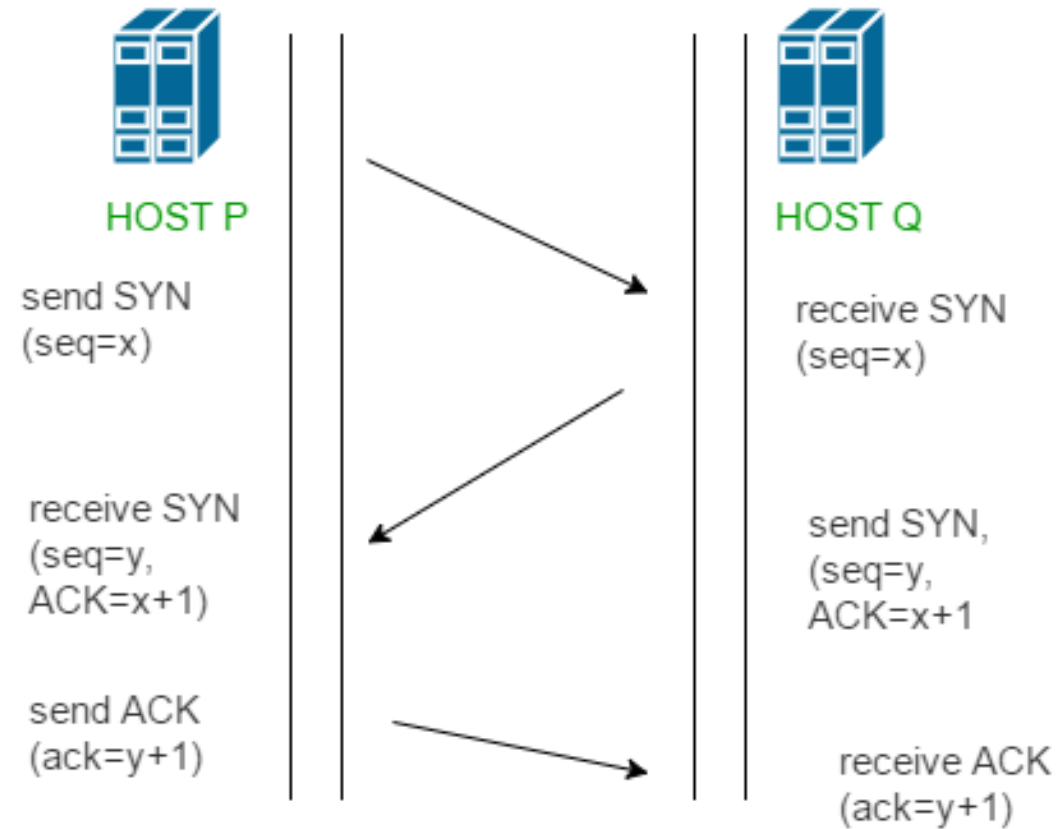 HOST P
HOST Q
send SYN
(seq=x)
receive SYN
(seq=x)
receive SYN
(seq=y,
ACK=x+1)
send SYN,
(seq=y,
ACK=x+1
send ACK
(ack=y+1)
receive ACK
(ack=y+1)